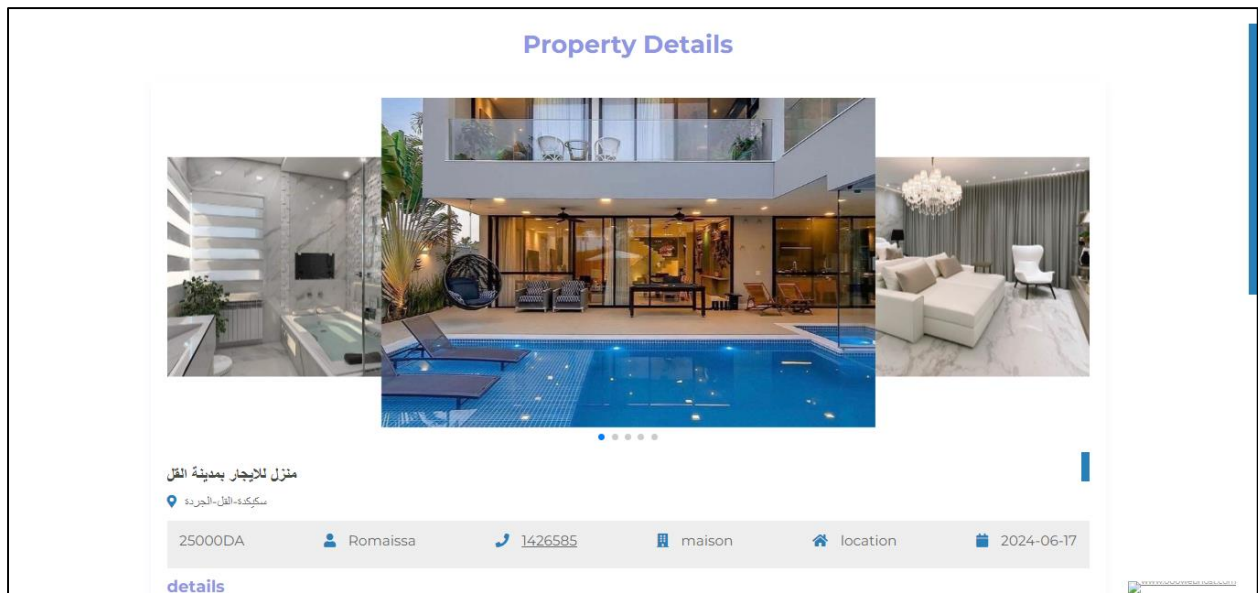 Property Details
منزل للايجار بمدينة القل
سكيكدة-القل-الجردة
25000DA Romaissa 1426585 maison location 2024-06-17
details